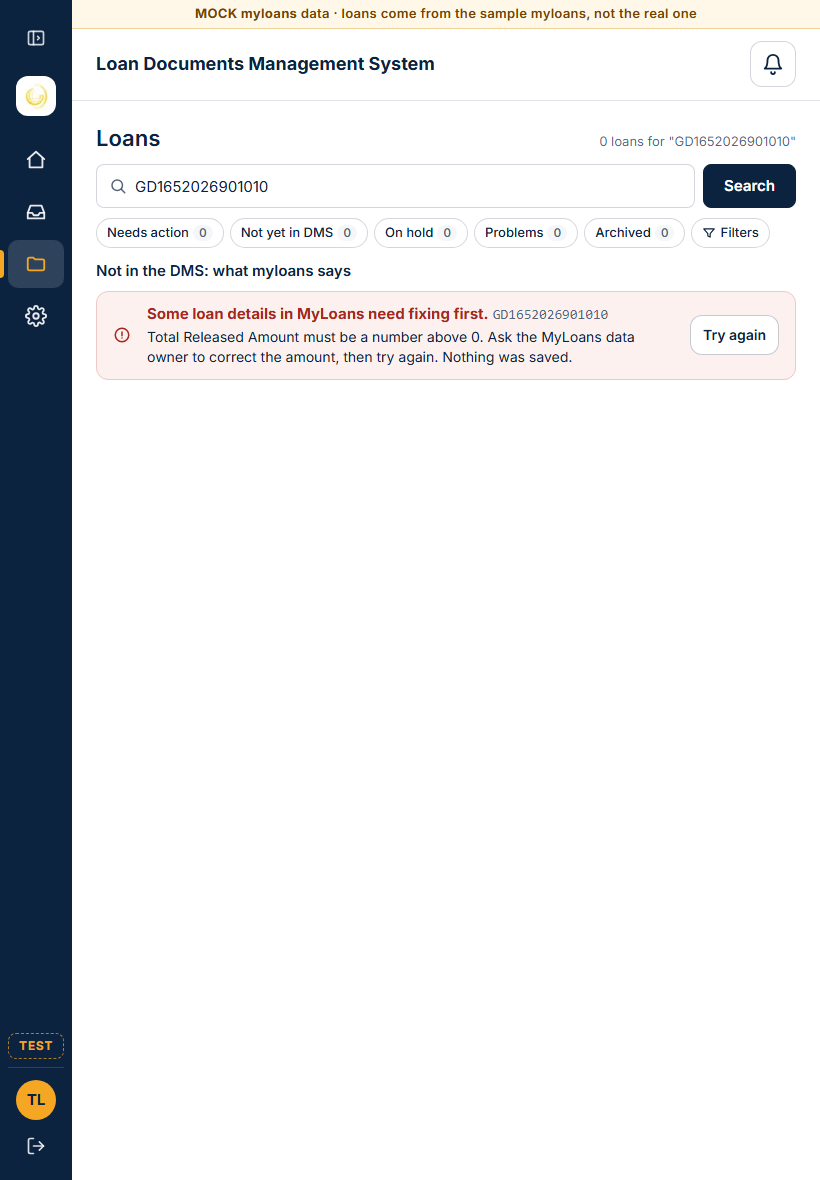 MOCK myloans data · loans come from the sample myloans, not the real one
Loan Documents Management System
Loans
0 loans for "GD1652026901010"
GD1652026901010
Search
Needs action 0
Not yet in DMS 0
On hold 0
Problems 0
Archived 0
Filters
Not in the DMS: what myloans says
Some loan details in MyLoans need fixing first. GD1652026901010
Total Released Amount must be a number above 0. Ask the MyLoans data
owner to correct the amount, then try again. Nothing was saved.
Try again
TEST
TL